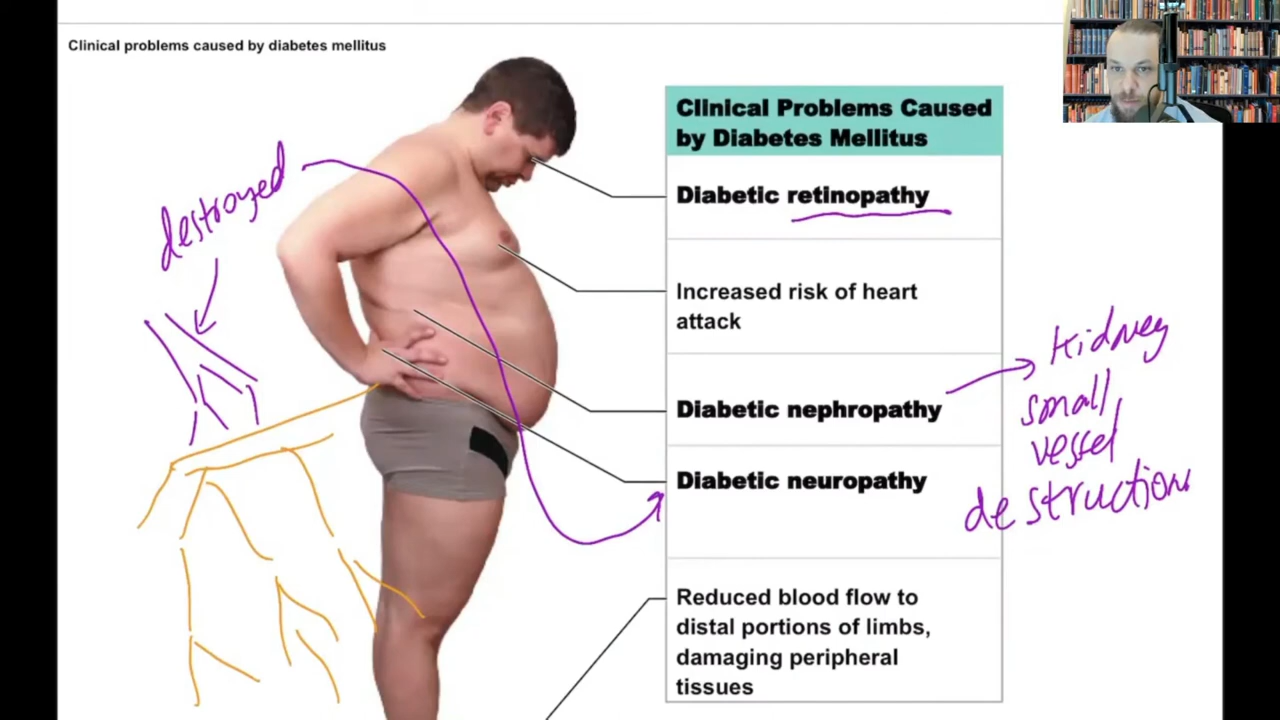 Clinical problems caused by diabetes mellitus
Clinical Problems Caused
by Diabetes Mellitus
Diabetic retinopathy
Increased risk of heart
attack
Diabetic nephropathy
Diabetic neuropathy
Reduced blood flow to
distal portions of limbs,
damaging peripheral
tissues
destroyed
kidney
small
vessel
destruction